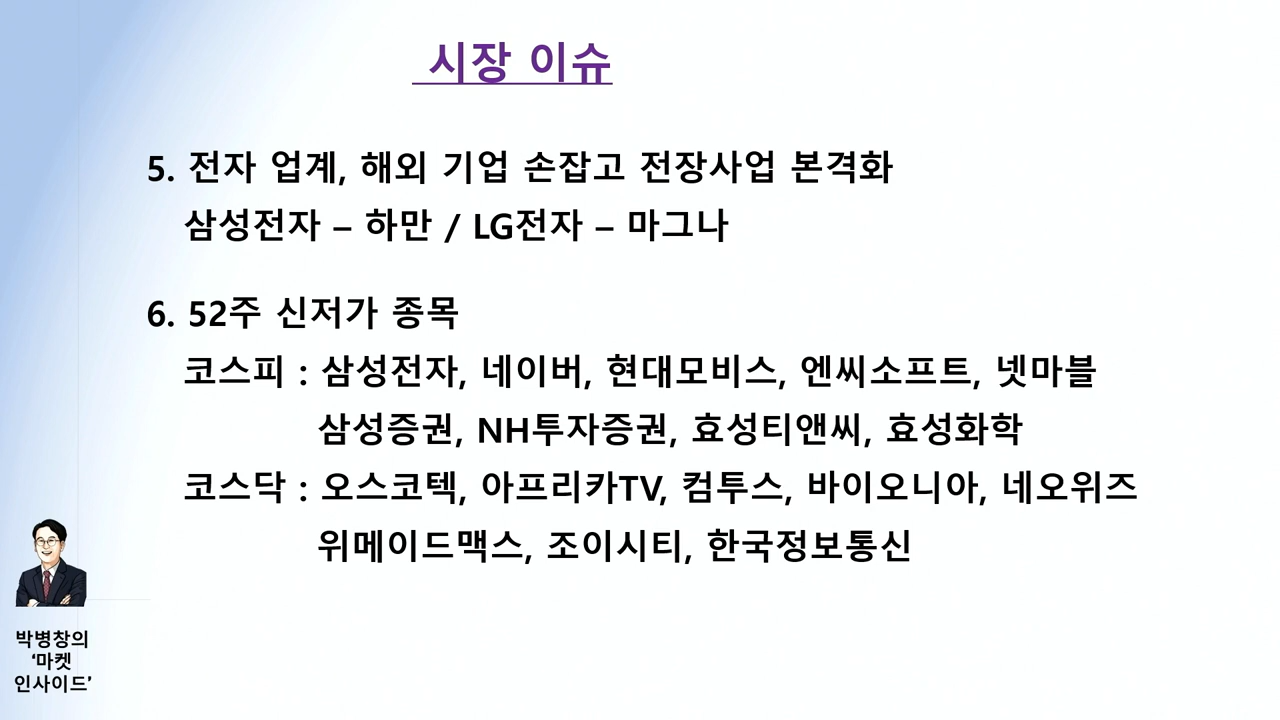 시장 이슈
5. 전자 업계, 해외 기업 손잡고 전장사업 본격화
삼성전자 – 하만 / LG전자 – 마그나
6. 52주 신저가 종목
코스피 : 삼성전자, 네이버, 현대모비스, 엔씨소프트, 넷마블
삼성증권, NH투자증권, 효성티앤씨, 효성화학
코스닥 : 오스코텍, 아프리카TV, 컴투스, 바이오니아, 네오위즈
위메이드맥스, 조이시티, 한국정보통신
박병창의
‘마켓
인사이드’